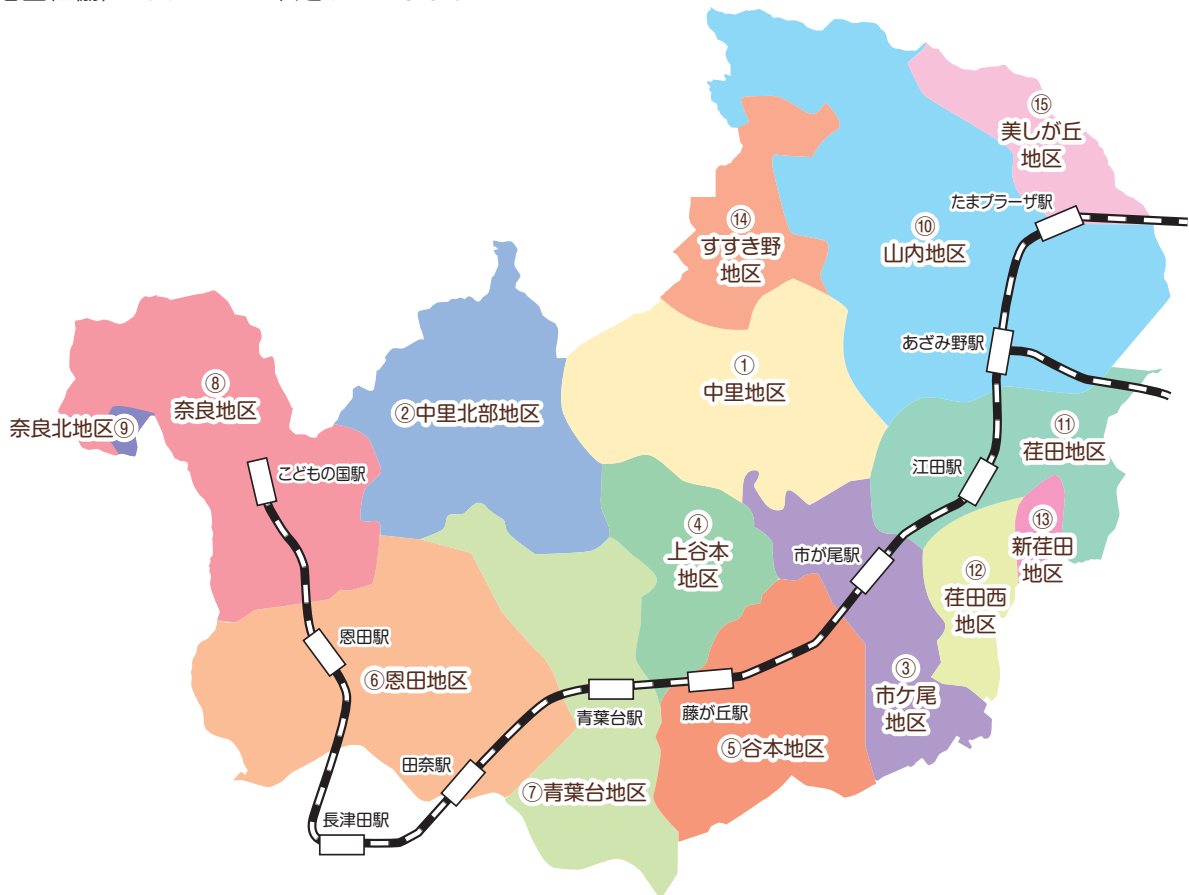 ⑮
美しが丘
地区
たまプラーザ駅
⑭
すすき野
地区
⑩
山内地区
あざみ野駅
①
中里地区
⑧
奈良地区
②中里北部地区
奈良北地区⑨
⑪
荏田地区
こどもの国駅
江田駅
④
上谷本
地区
⑬
新荏田
地区
市が尾駅
⑫
荏田西
地区
恩田駅
⑥恩田地区
③
市ケ尾
地区
青葉台駅
藤が丘駅
⑤谷本地区
田奈駅
⑦青葉台地区
長津田駅